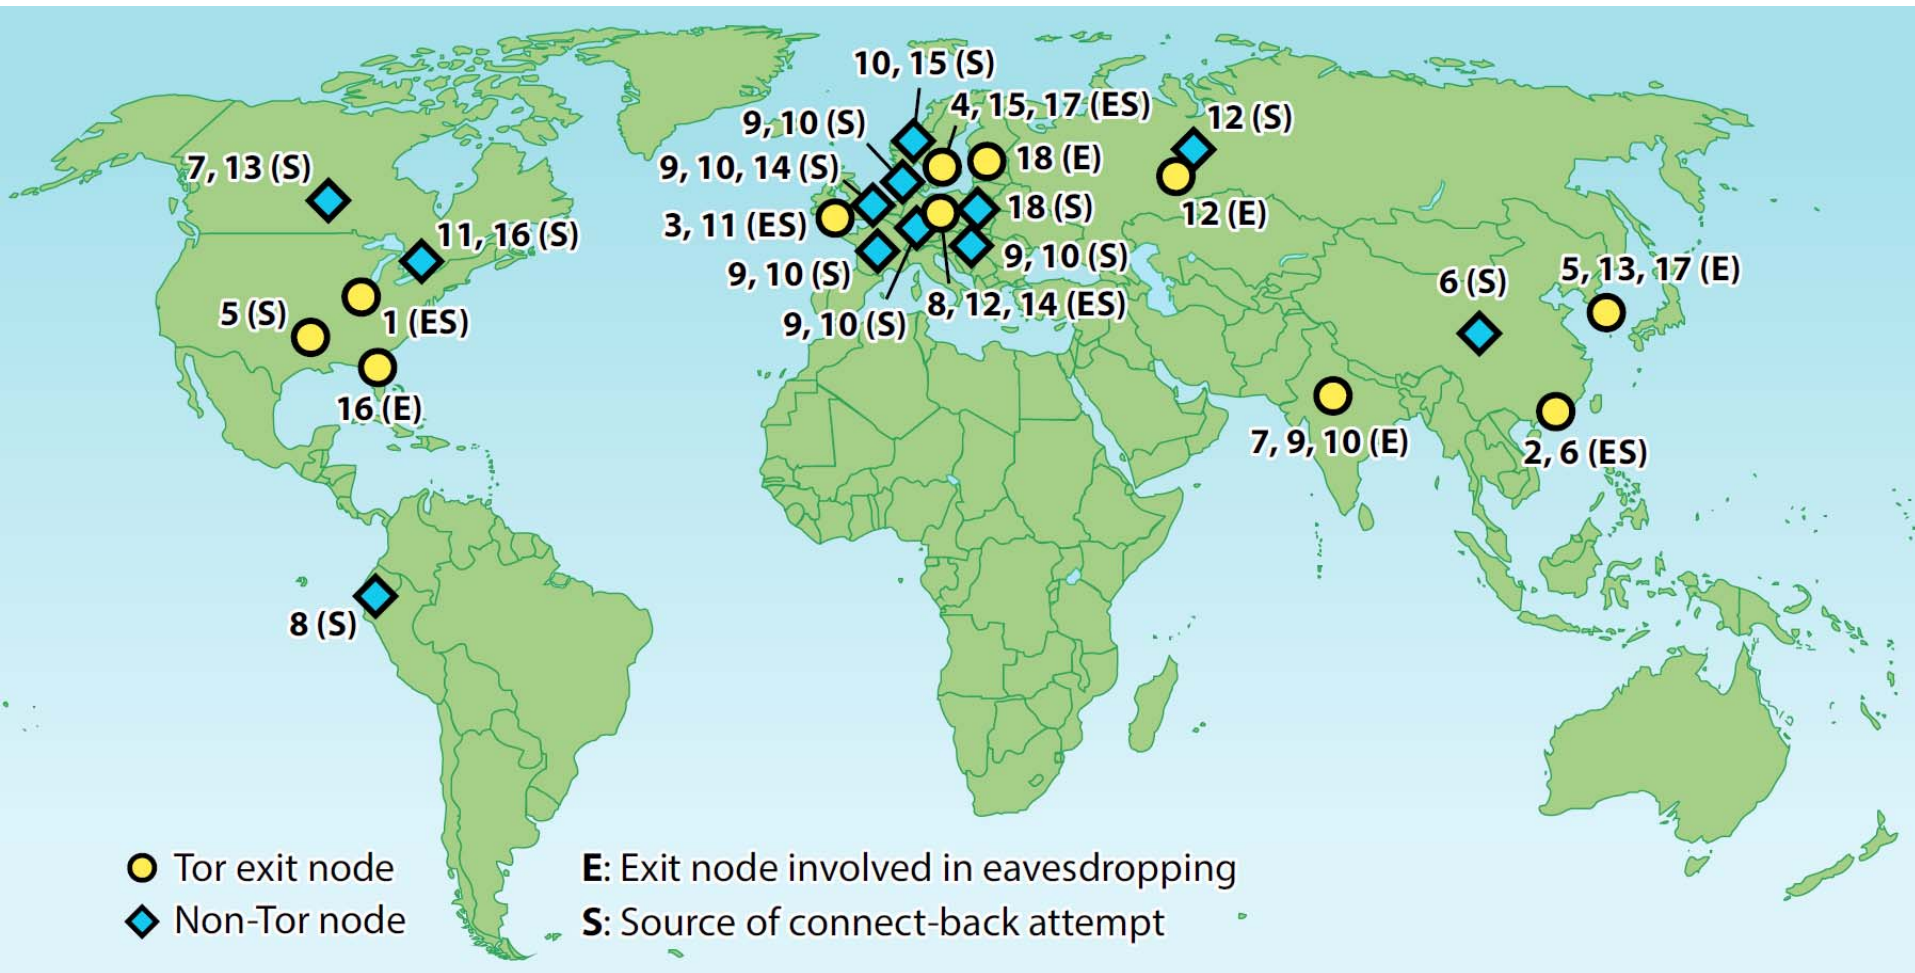 10, 15 (S)
4, 15, 17 (ES)
9, 10 (S)
12 (S)
9, 10, 14 (S)
18 (E)
7, 13 (S)
3, 11 (ES)
18 (S)
12 (E)
11, 16 (S)
9, 10 (S)
9, 10 (S)
6 (S)
5, 13, 17 (E)
5 (S)
1 (ES)
9, 10 (S)
8, 12, 14 (ES)
16 (E)
7, 9, 10 (E)
2, 6 (ES)
8 (S)
Tor exit node
E: Exit node involved in eavesdropping
Non-Tor node
S: Source of connect-back attempt